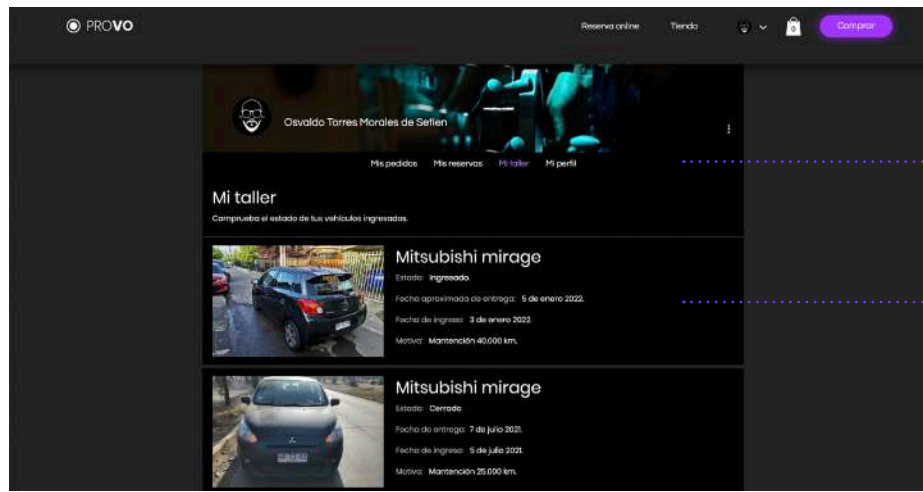 PROVO
Reserva online
Tienda
0
Comprar
Osvaldo Torres Morales de Setien
Mis pedidos Mis reservas Mi taller Mi perfil
Mi taller
Comprueba el estado de tus vehículos ingresados.
Mitsubishi mirage
Estado: Ingresado.
Fecha aproximada de entrega: 5 de enero 2022.
Fecha de ingreso: 3 de enero 2022.
Motivo: Mantención 40.000 km.
Mitsubishi mirage
Estado: Cerrado
Fecha de entrega: 7 de julio 2021.
Fecha de ingreso: 5 de julio 2021.
Motivo: Mantención 25.000 km.